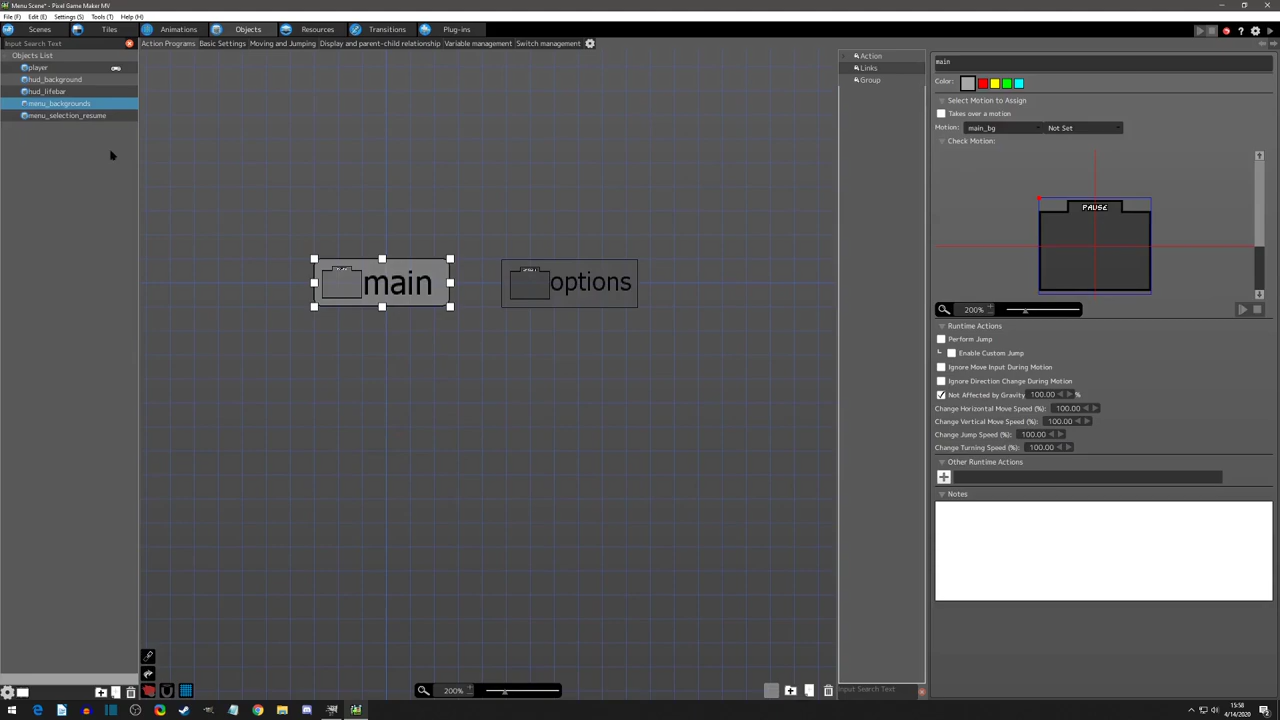 Menu Scene* - Pixel Game Maker MV
File (F) Edit (E) Settings (S) Tools (T) Help (H)
Scenes Tiles Animations Objects Resources Transitions Plug-ins
Input Search Text
Action Programs Basic Settings Moving and Jumping Display and parent-child relationship Variable management Switch management
Objects List
player
hud_background
hud_lifebar
menu_backgrounds
menu_selection_resume
main
options
200%
Action
Links
Group
Input Search Text
main
Color:
Select Motion to Assign
Takes over a motion
Motion: main_bg Not Set
Check Motion:
PAUSE
200%
Runtime Actions
Perform Jump
Enable Custom Jump
Ignore Move Input During Motion
Ignore Direction Change During Motion
Not Affected by Gravity 100.00 %
Change Horizontal Move Speed (%): 100.00
Change Vertical Move Speed (%): 100.00
Change Jump Speed (%): 100.00
Change Turning Speed (%): 100.00
Other Runtime Actions
Notes
15:58
4/14/2020